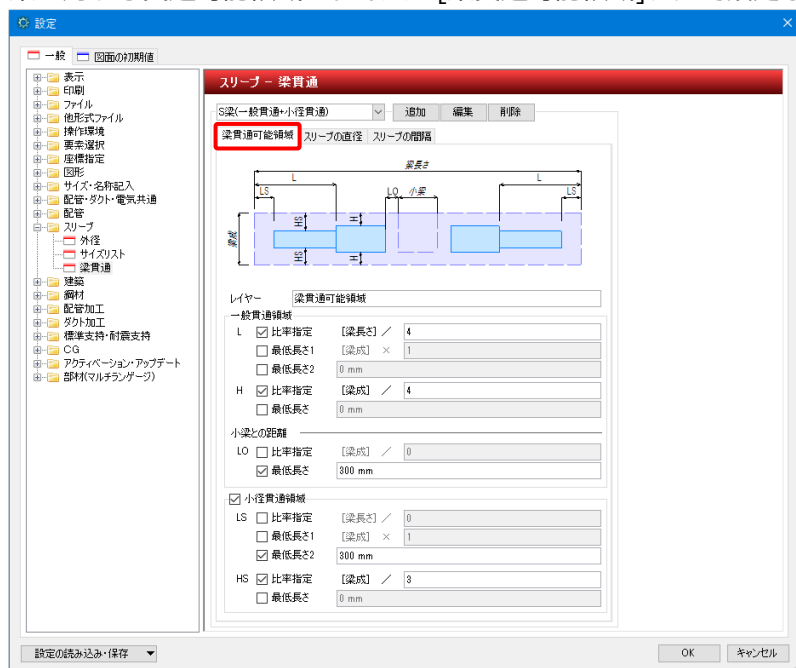 設定
一般
図面の初期値
表示
印刷
ファイル
他形式ファイル
操作環境
要素選択
座標指定
図形
サイズ・名称記入
配管・ダクト・電気共通
配管
スリーブ
外径
サイズリスト
梁貫通
建築
鋼材
配管加工
ダクト加工
標準支持・耐震支持
CG
アクティベーション・アップデート
部材(マルチランゲージ)
スリーブ - 梁貫通
S梁(一般貫通+小径貫通) 追加 編集 削除
梁貫通可能領域 スリーブの直径 スリーブの間隔
梁長さ
L L
LS LO 小梁 LS
HS H
梁成
HS H
レイヤー 梁貫通可能領域
一般貫通領域
L 比率指定 [梁長さ] / 4
最低長さ1 [梁成] × 1
最低長さ2 0 mm
H 比率指定 [梁成] / 4
最低長さ 0 mm
小梁との距離
LO 比率指定 [梁成] / 0
最低長さ 300 mm
小径貫通領域
LS 比率指定 [梁長さ] / 0
最低長さ1 [梁成] × 1
最低長さ2 300 mm
HS 比率指定 [梁成] / 3
最低長さ 0 mm
設定の読み込み・保存 OK キャンセル